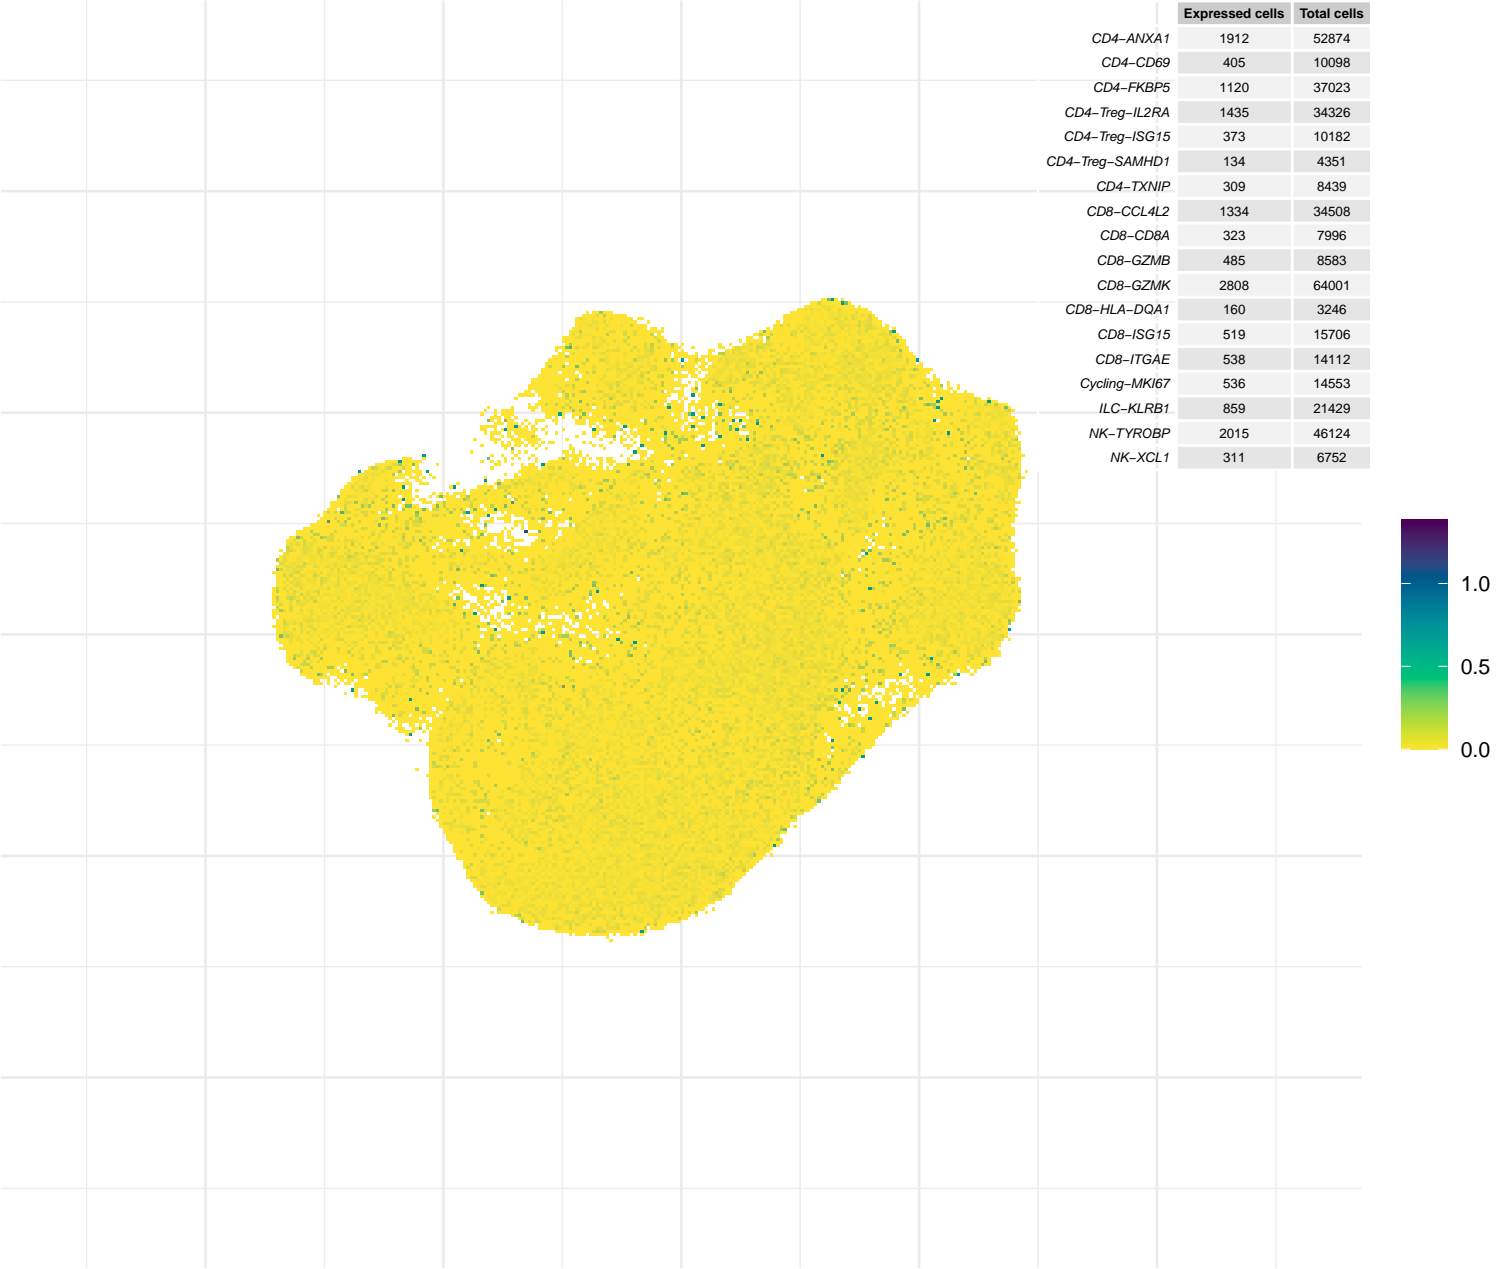 Expressed cells Total cells
CD4−ANXA1 1912 52874
CD4−CD69 405 10098
CD4−FKBP5 1120 37023
CD4−Treg−IL2RA 1435 34326
CD4−Treg−ISG15 373 10182
CD4−Treg−SAMHD1 134 4351
CD4−TXNIP 309 8439
CD8−CCL4L2 1334 34508
CD8−CD8A 323 7996
CD8−GZMB 485 8583
CD8−GZMK 2808 64001
CD8−HLA−DQA1 160 3246
CD8−ISG15 519 15706
CD8−ITGAE 538 14112
Cycling−MKI67 536 14553
ILC−KLRB1 859 21429
NK−TYROBP 2015 46124
NK−XCL1 311 6752
1.0
0.5
0.0